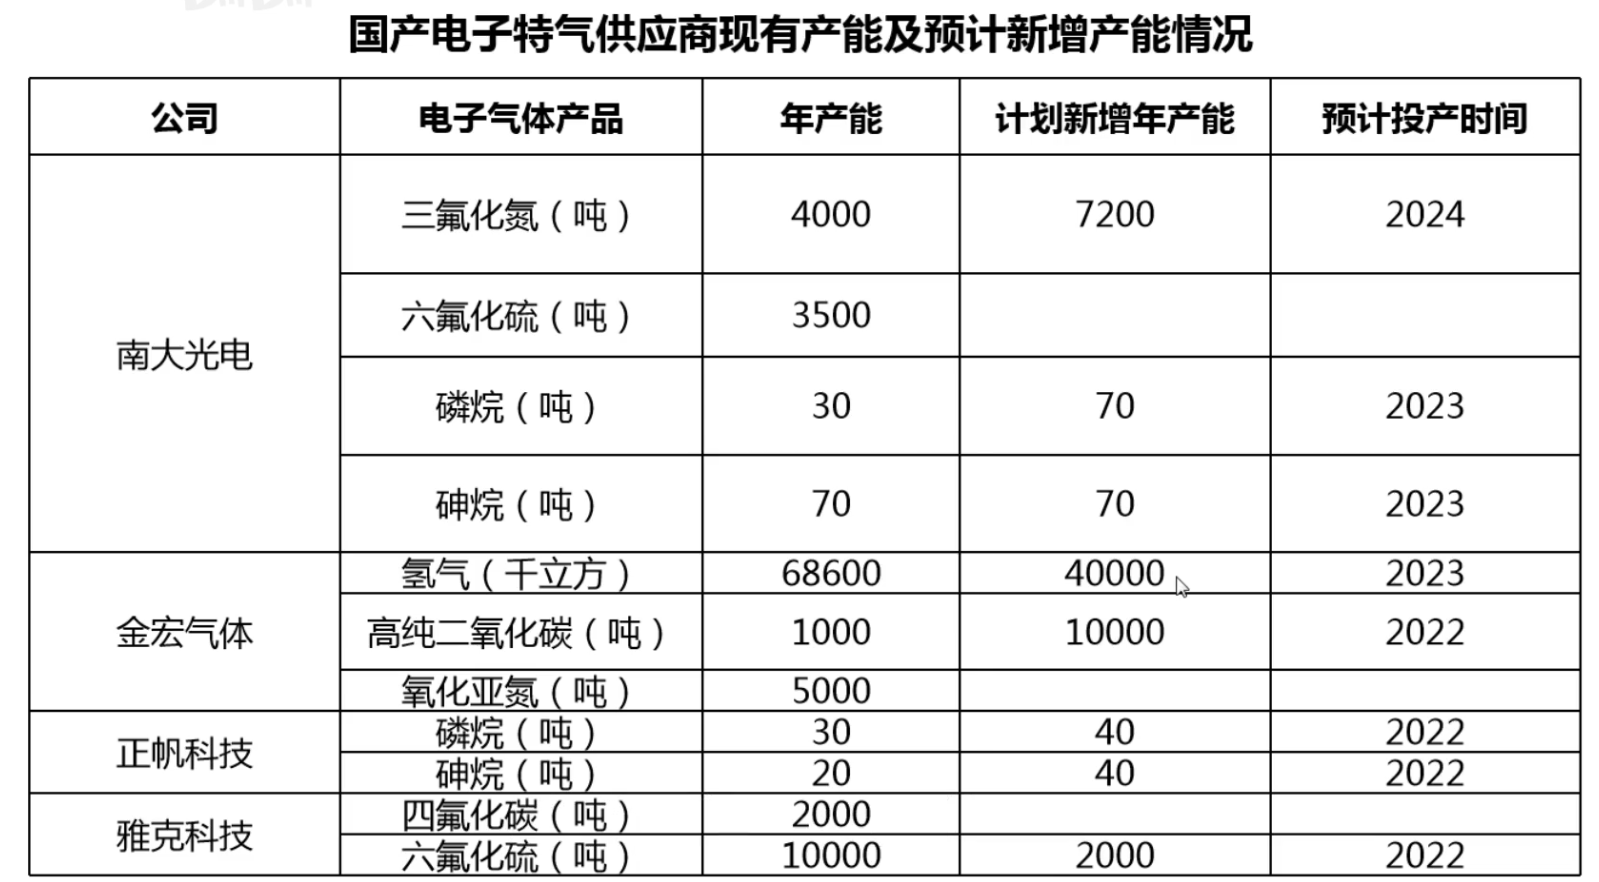 国产电子特气供应商现有产能及预计新增产能情况
公司 电子气体产品 年产能 计划新增年产能 预计投产时间
南大光电 三氟化氮（吨） 4000 7200 2024
六氟化硫（吨） 3500
磷烷（吨） 30 70 2023
砷烷（吨） 70 70 2023
金宏气体 氢气（千立方） 68600 40000 2023
高纯二氧化碳（吨） 1000 10000 2022
氧化亚氮（吨） 5000
正帆科技 磷烷（吨） 30 40 2022
砷烷（吨） 20 40 2022
雅克科技 四氟化碳（吨） 2000
六氟化硫（吨） 10000 2000 2022